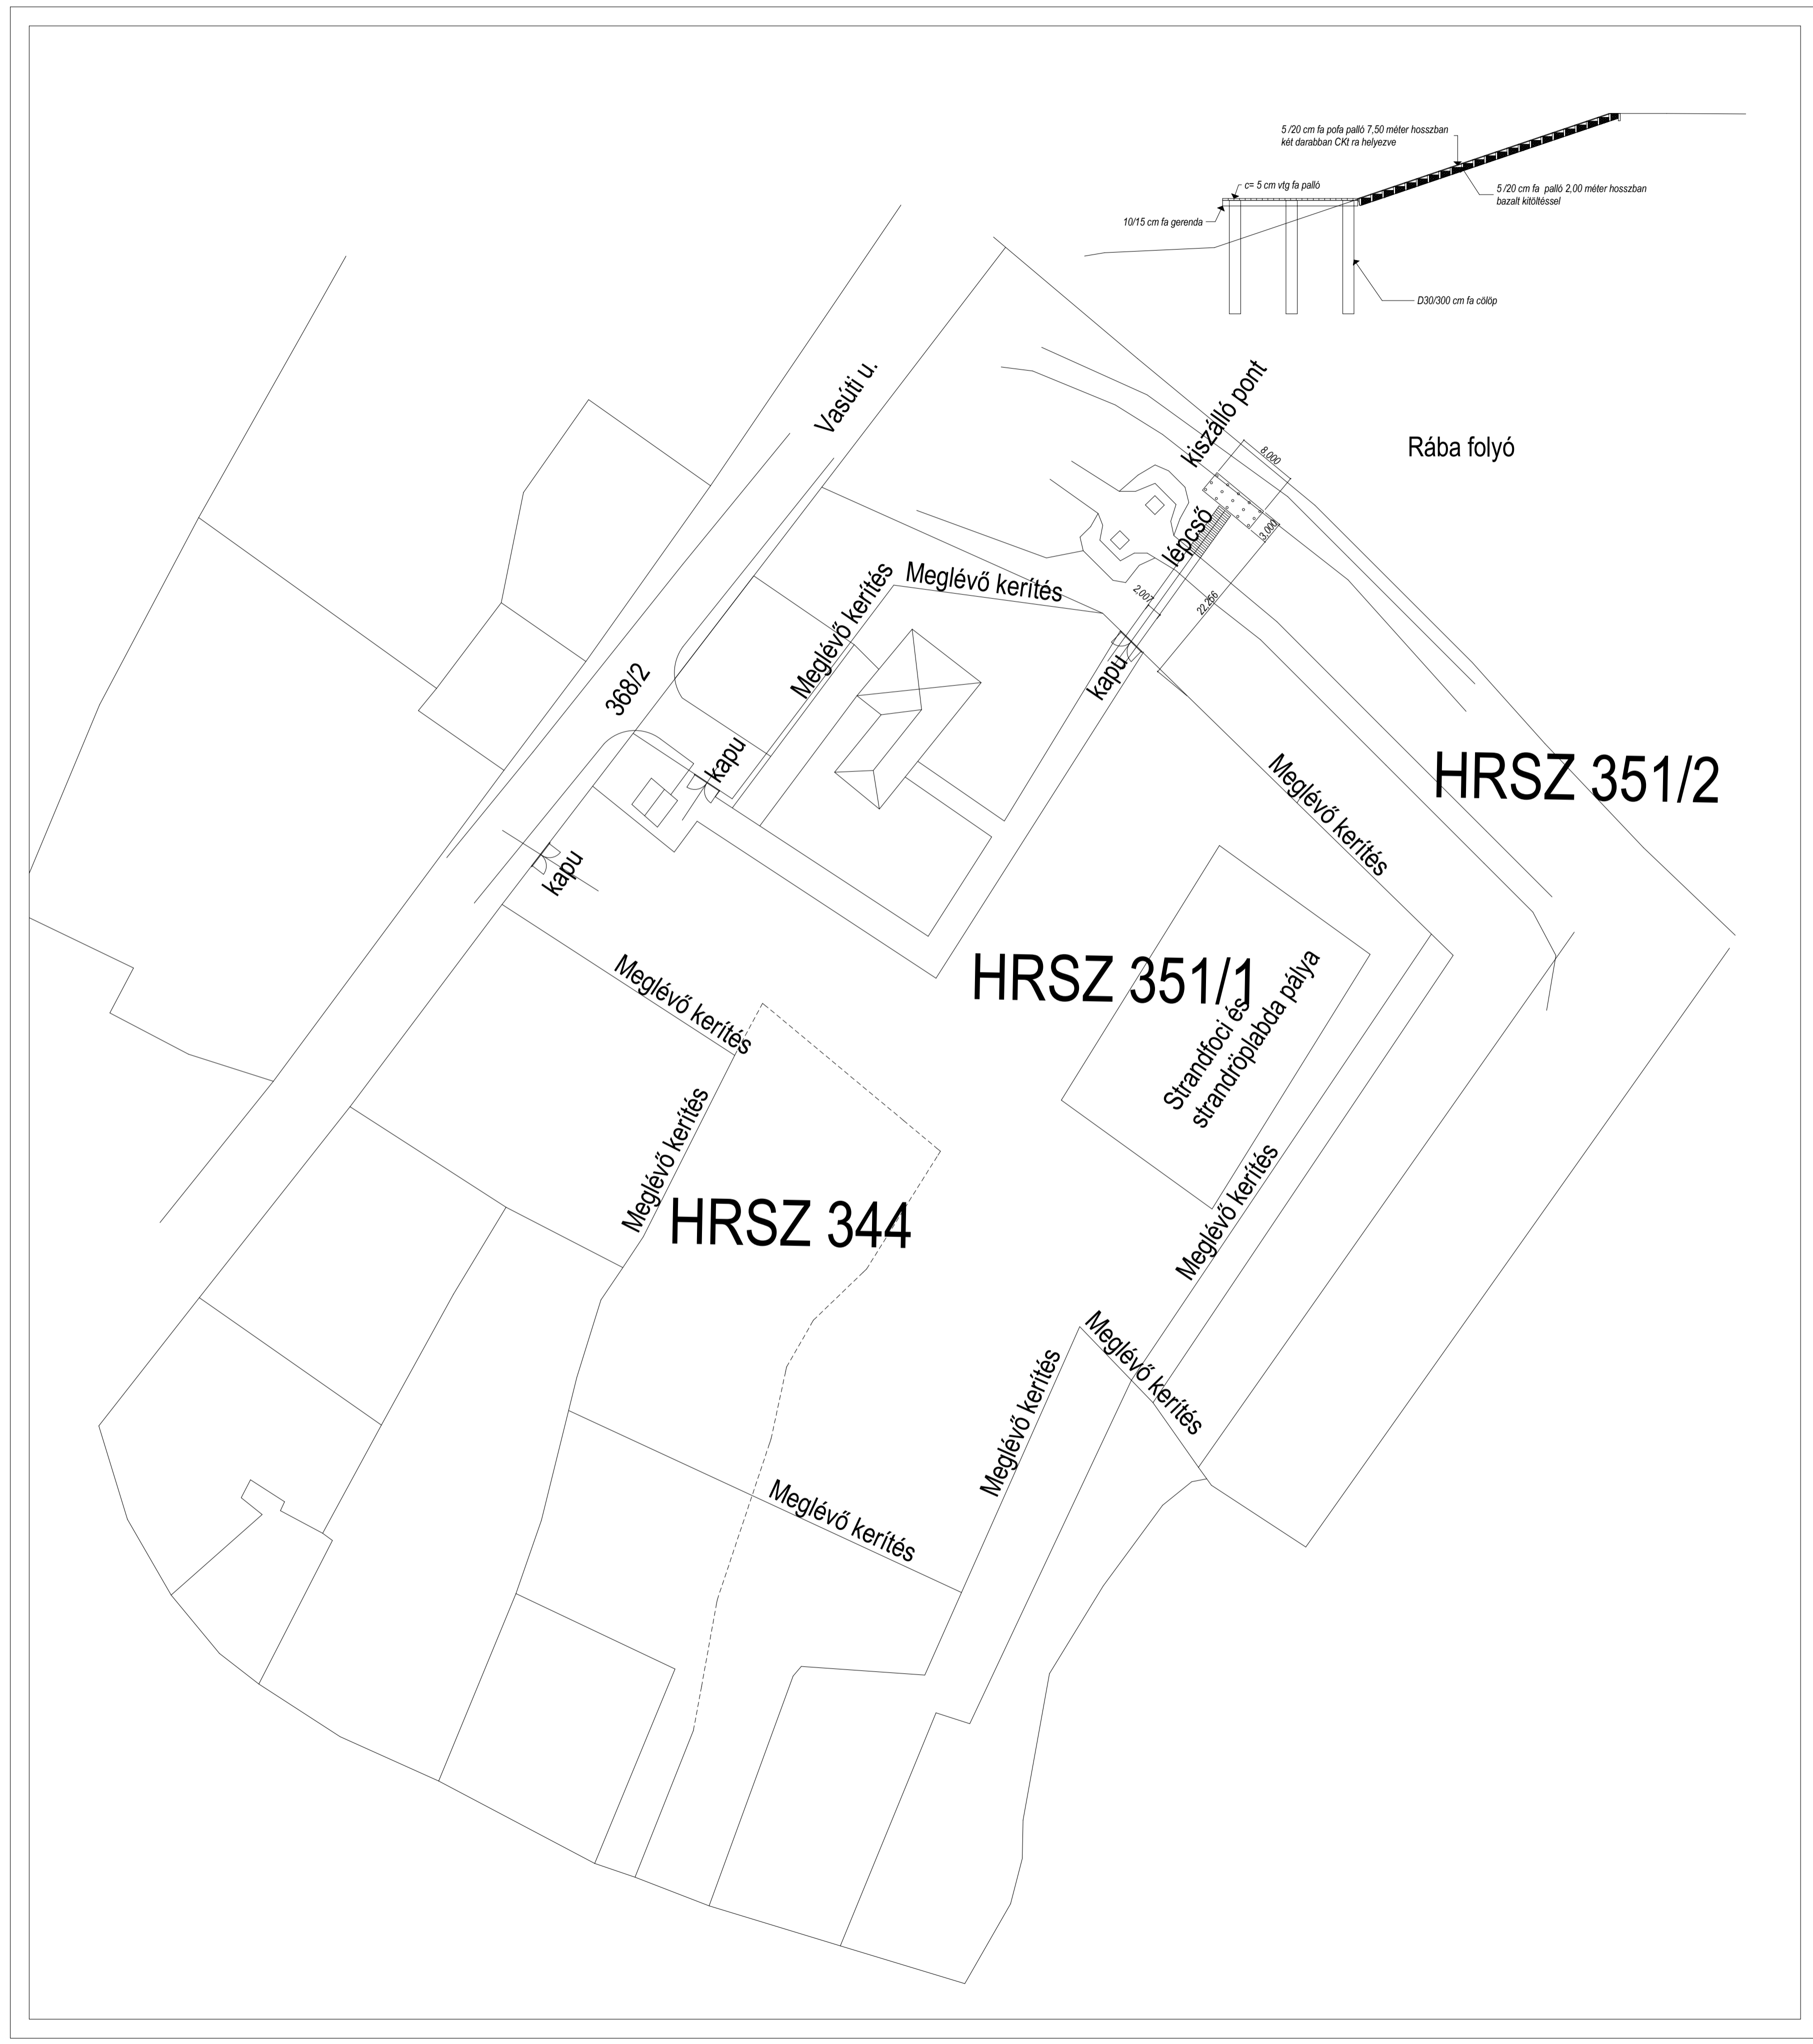 5 /20 cm fa pofa palló 7,50 méter hosszban
két darabban CKt ra helyezve
c= 5 cm vtg fa palló
5 /20 cm fa  palló 2,00 méter hosszban
bazalt kitöltéssel
10/15 cm fa gerenda
D30/300 cm fa cölöp
Vasúti u.
kiszálló pont
Rába folyó
8,000
3,000
lépcső
2,007
22,266
Meglévő kerítés
Meglévő kerítés
368/2
kapu
kapu
kapu
HRSZ 351/2
Meglévő kerítés
HRSZ 351/1
Strandfoci és
strandröplabda pálya
Meglévő kerítés
Meglévő kerítés
HRSZ 344
Meglévő kerítés
Meglévő kerítés
Meglévő kerítés
Meglévő kerítés